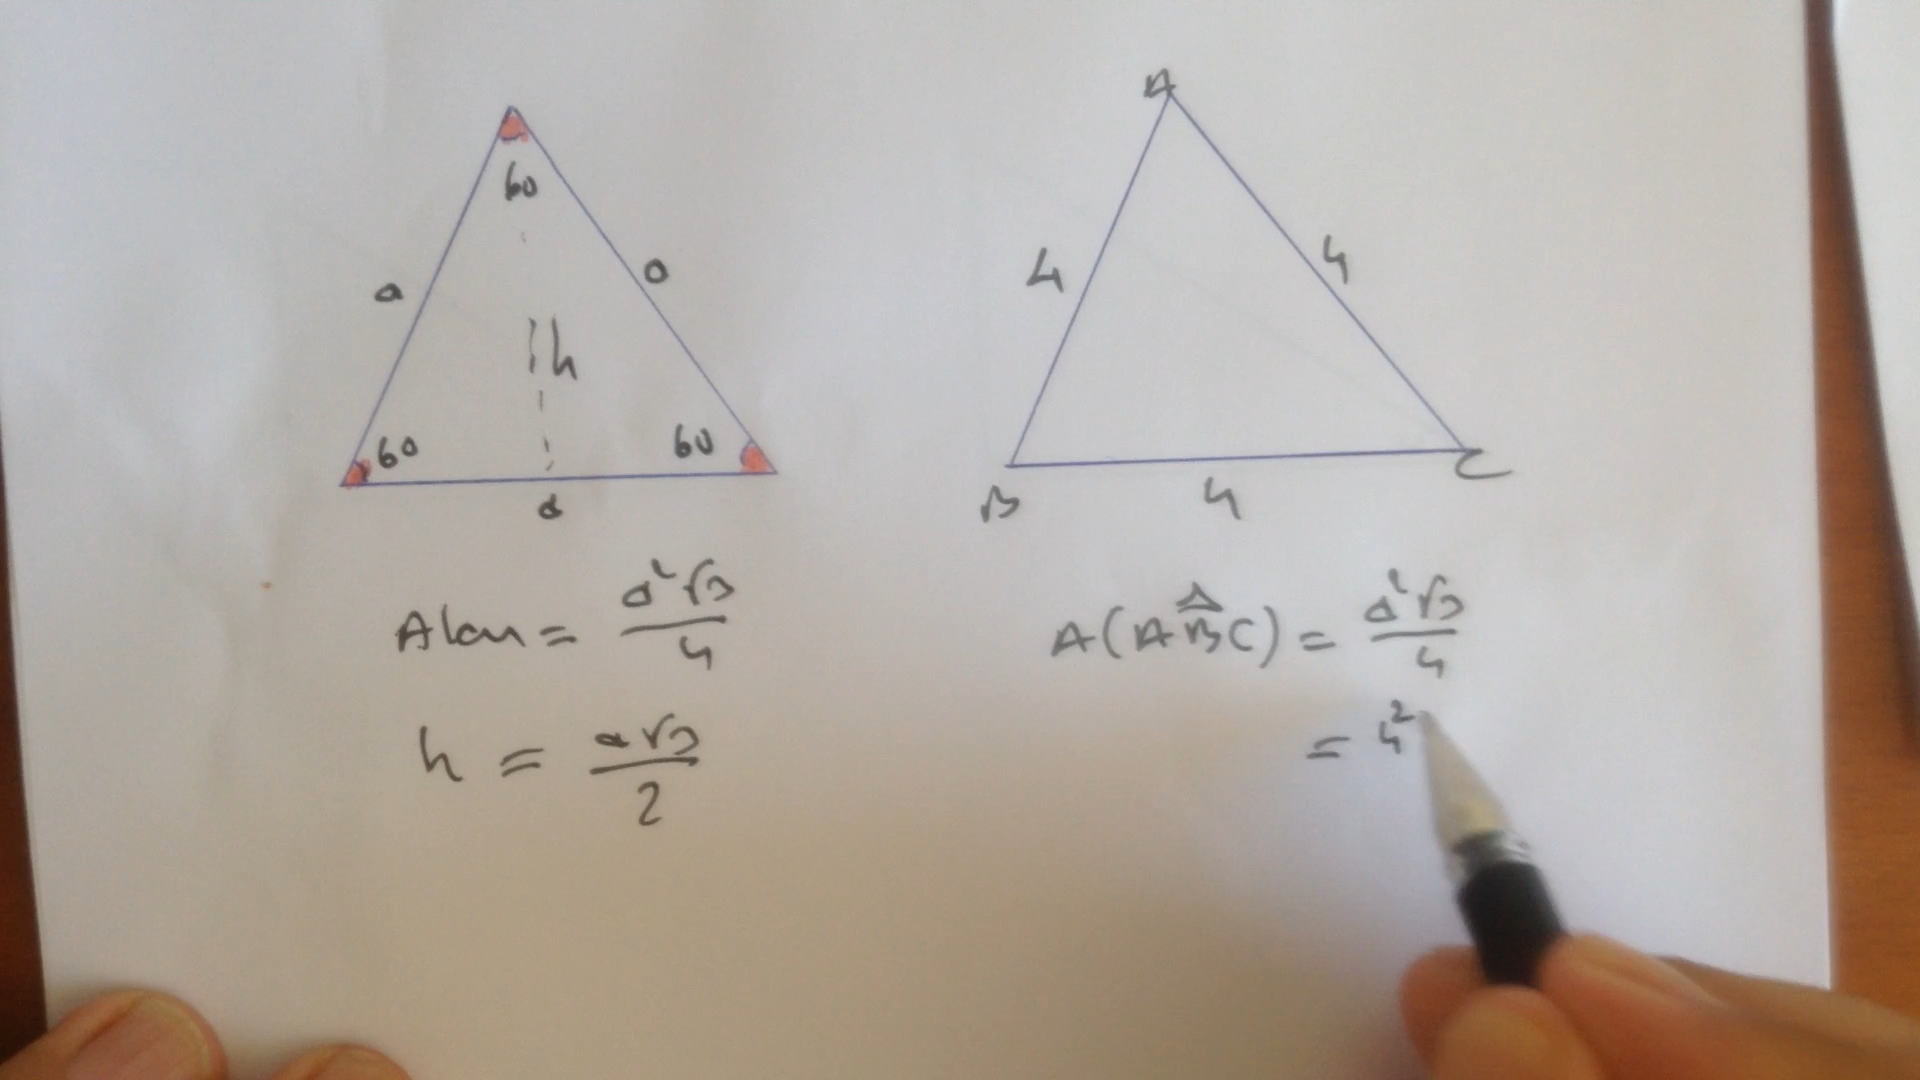 60
a
a
h
60
60
a
Alan = a²√3/4
h = a√3/2
A
4
4
B
4
C
A(ABC) = a²√3/4
= 4²